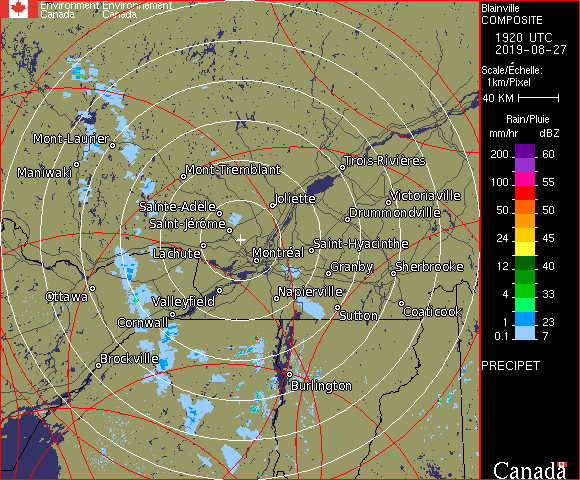 Environment Environnement
Canada Canada
Blainville
COMPOSITE
1920 UTC
2019-08-27
Scale/Échelle:
1km/Pixel
40 KM
Rain/Pluie
mm/hr dBZ
200 60
150 57
100 55
50 50
24 45
12 40
4 33
1 23
0.1 7
PRECIPET
Canada
Mont-Laurier
Maniwaki
Mont-Tremblant
Trois-Rivières
Joliette
Victoriaville
Sainte-Adèle
Drummondville
Saint-Jérôme
Lachute
Montréal
Saint-Hyacinthe
Granby
Sherbrooke
Ottawa
Valleyfield
Napierville
Cornwall
Sutton
Coaticook
Brockville
Burlington